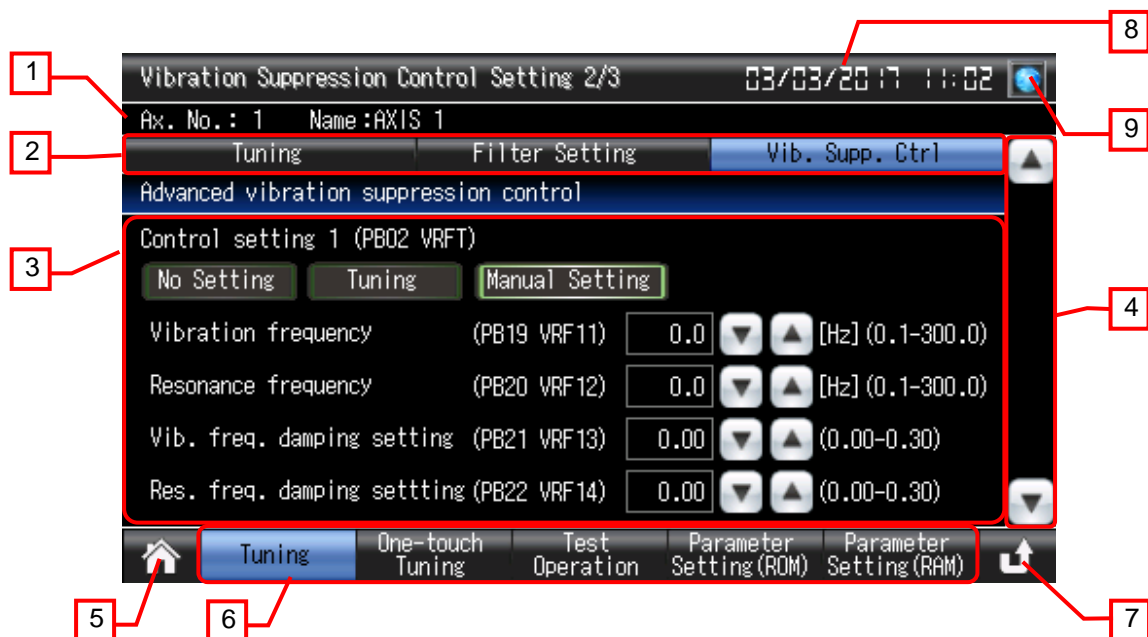 8
1
Vibration Suppression Control Setting 2/3 03/03/2017 11:02
Ax. No.: 1 Name:AXIS 1
9
2
Tuning Filter Setting Vib. Supp. Ctrl
Advanced vibration suppression control
3
Control setting 1 (PB02 VRFT)
No Setting Tuning Manual Setting
4
Vibration frequency (PB19 VRF11) 0.0 [Hz](0.1-300.0)
Resonance frequency (PB20 VRF12) 0.0 [Hz](0.1-300.0)
Vib. freq. damping setting (PB21 VRF13) 0.00 (0.00-0.30)
Res. freq. damping settting (PB22 VRF14) 0.00 (0.00-0.30)
Tuning One-touch Tuning Test Operation Parameter Setting(ROM) Parameter Setting(RAM)
5
6
7